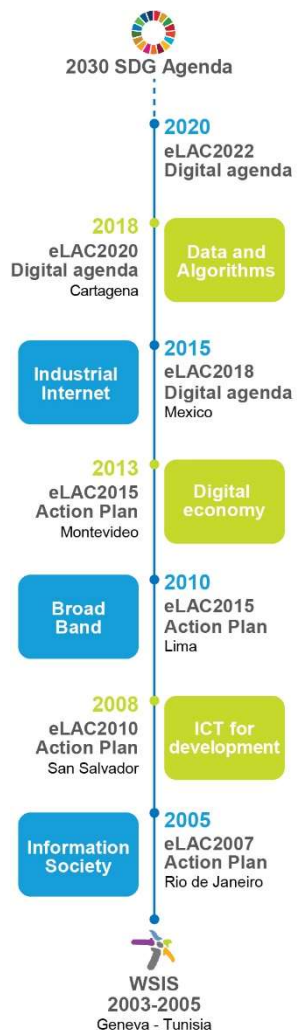 2030 SDG Agenda
2020
eLAC2022
Digital agenda
2018
eLAC2020
Digital agenda
Cartagena
Data and
Algorithms
2015
eLAC2018
Digital agenda
Mexico
Industrial
Internet
2013
eLAC2015
Action Plan
Montevideo
Digital
economy
2010
eLAC2015
Action Plan
Lima
Broad
Band
2008
eLAC2010
Action Plan
San Salvador
ICT for
development
2005
eLAC2007
Action Plan
Rio de Janeiro
Information
Society
WSIS
2003-2005
Geneva - Tunisia